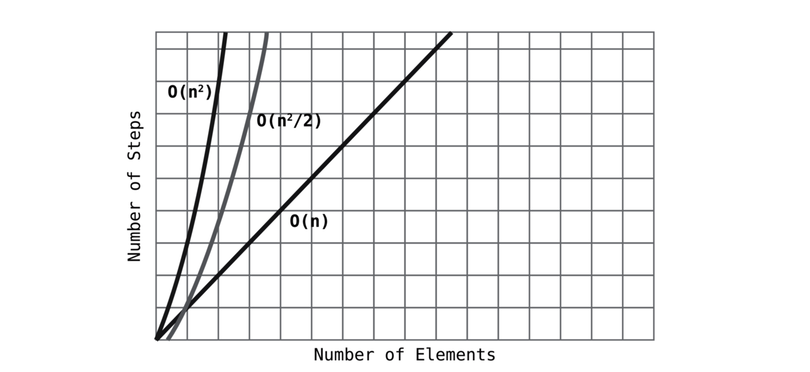 O(n²)
O(n²/2)
O(n)
Number of Steps
Number of Elements